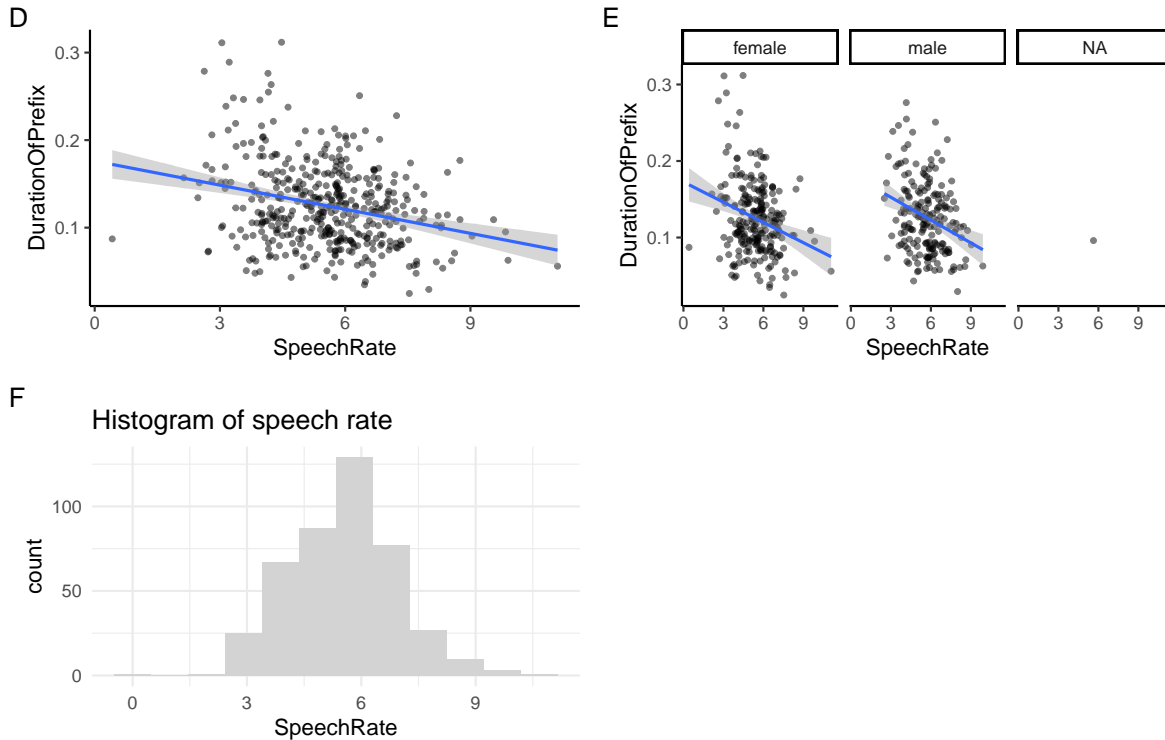 D
0.3
0.2
0.1
DurationOfPrefix
0 3 6 9
SpeechRate
E
female male NA
0.3
0.2
0.1
DurationOfPrefix
0 3 6 9 0 3 6 9 0 3 6 9
SpeechRate
F
Histogram of speech rate
100
50
0
count
0 3 6 9
SpeechRate